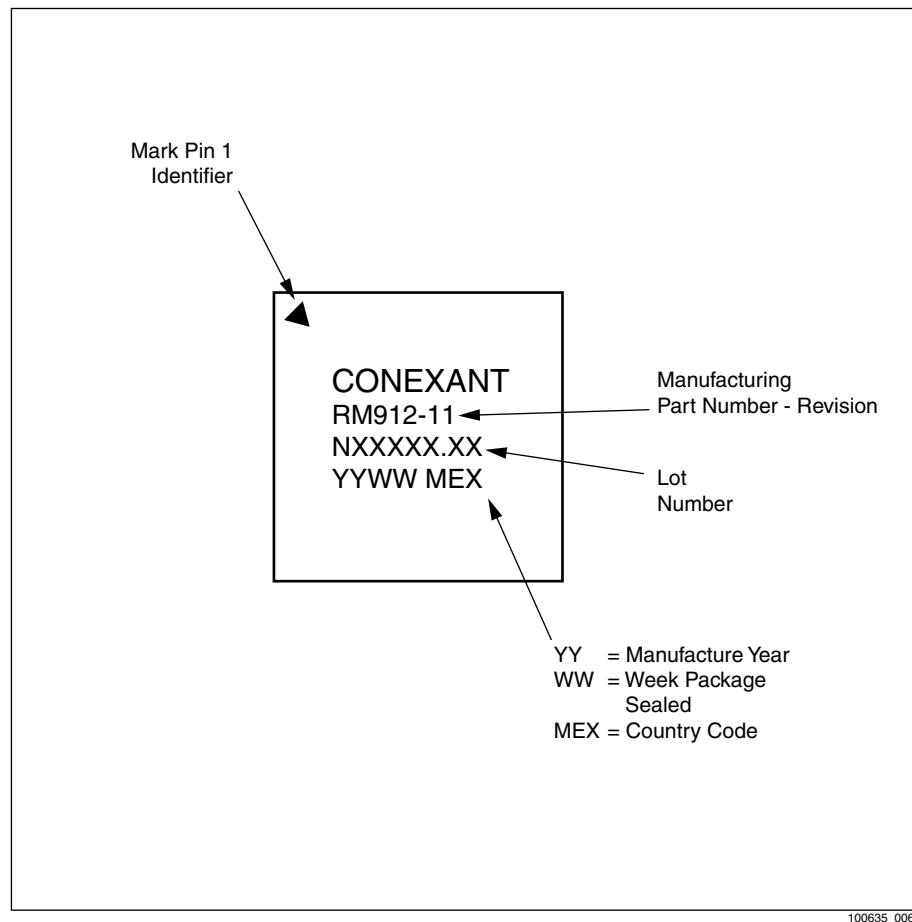 Mark Pin 1
Identifier
CONEXANT
RM912-11
NXXXXX.XX
YYWW MEX
Manufacturing
Part Number - Revision
Lot
Number
YY = Manufacture Year
WW = Week Package
Sealed
MEX = Country Code
100635_006